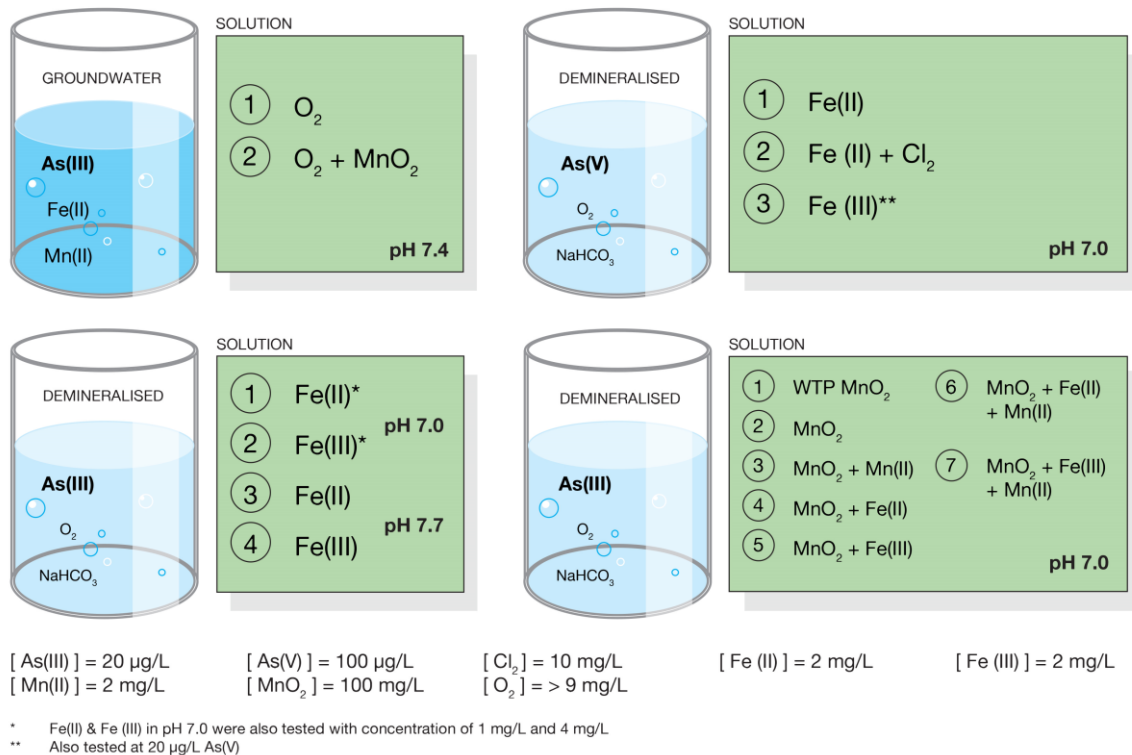 SOLUTION
GROUNDWATER
As(III)
Fe(II)
Mn(II)
1 O₂
2 O₂ + MnO₂
pH 7.4
SOLUTION
DEMINERALISED
As(V)
O₂
NaHCO₃
1 Fe(II)
2 Fe (II) + Cl₂
3 Fe (III)**
pH 7.0
SOLUTION
DEMINERALISED
As(III)
O₂
NaHCO₃
1 Fe(II)*
pH 7.0
2 Fe(III)*
3 Fe(II)
pH 7.7
4 Fe(III)
SOLUTION
DEMINERALISED
As(III)
O₂
NaHCO₃
1 WTP MnO₂
2 MnO₂
3 MnO₂ + Mn(II)
4 MnO₂ + Fe(II)
5 MnO₂ + Fe(III)
6 MnO₂ + Fe(II)
+ Mn(II)
7 MnO₂ + Fe(III)
+ Mn(II)
pH 7.0
[ As(III) ] = 20 µg/L [ As(V) ] = 100 µg/L [ Cl₂ ] = 10 mg/L [ Fe (II) ] = 2 mg/L [ Fe (III) ] = 2 mg/L
[ Mn(II) ] = 2 mg/L [ MnO₂ ] = 100 mg/L [ O₂ ] = > 9 mg/L
* Fe(II) & Fe (III) in pH 7.0 were also tested with concentration of 1 mg/L and 4 mg/L
** Also tested at 20 µg/L As(V)